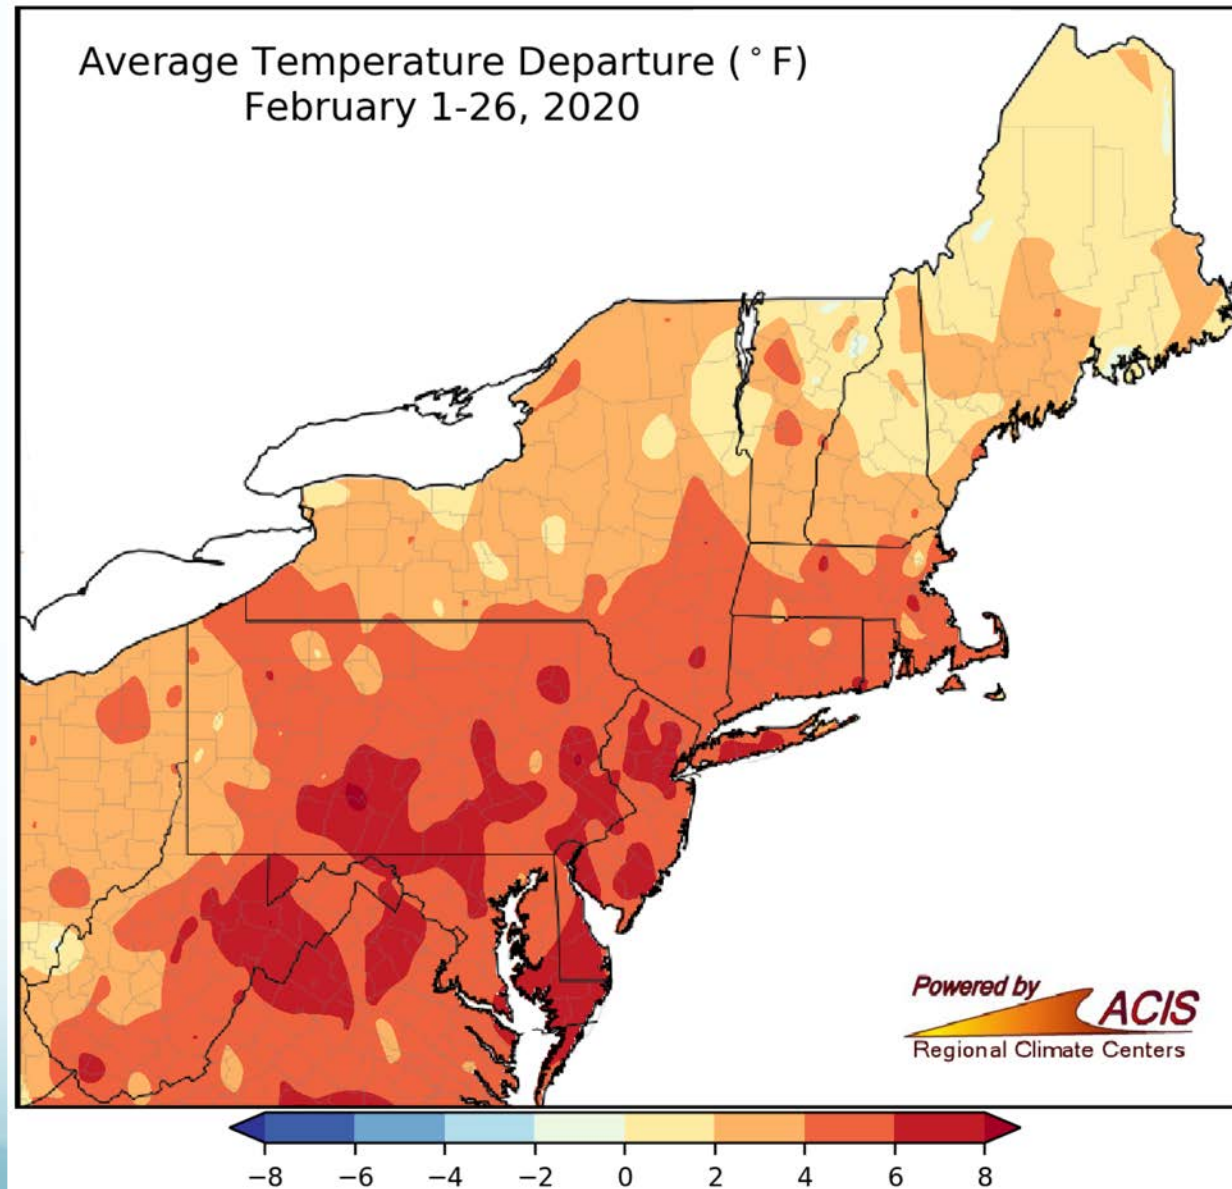 Average Temperature Departure (°F)
February 1-26, 2020
Powered by
ACIS
Regional Climate Centers
−8 −6 −4 −2 0 2 4 6 8